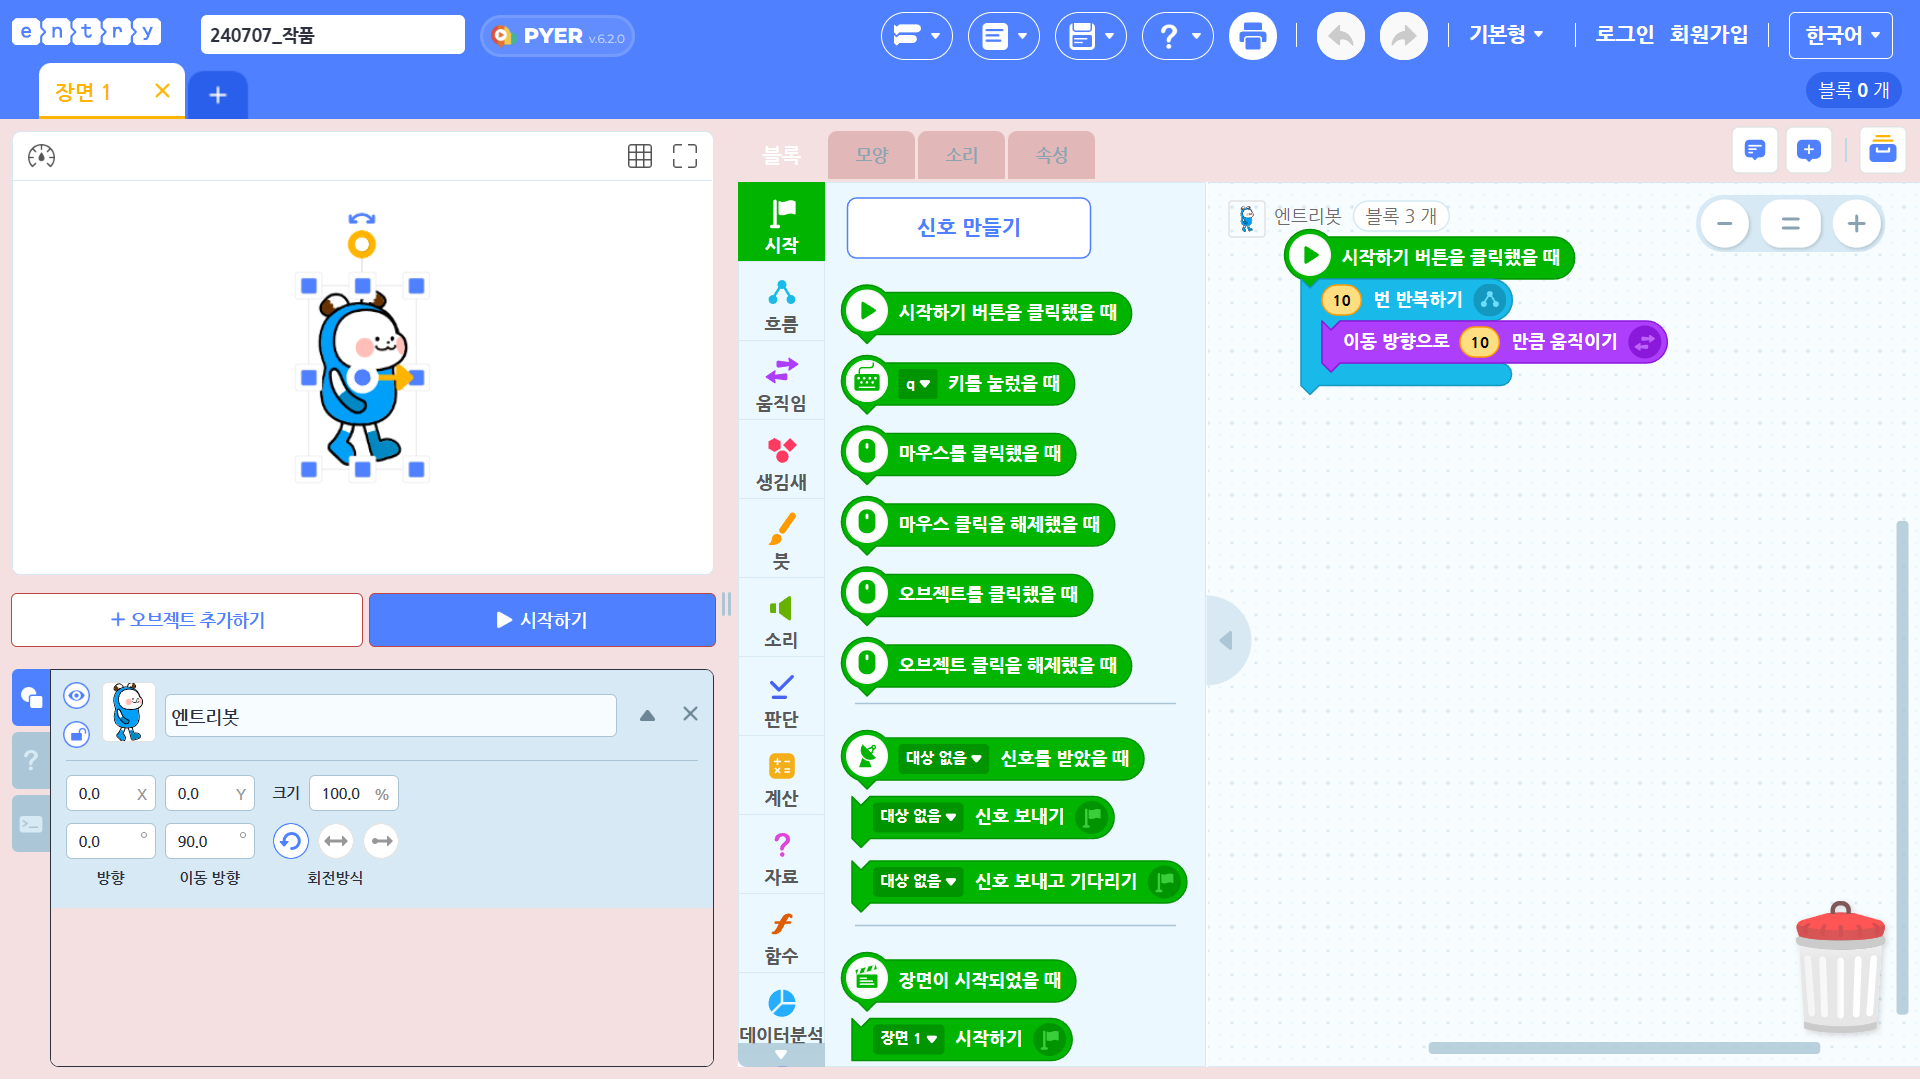 entry
240707_작품
PYER v.6.2.0
기본형
로그인 회원가입
한국어
장면 1
+
블록 0 개
블록
모양
소리
속성
+ 오브젝트 추가하기
시작하기
엔트리봇
0.0 X
0.0 Y
크기 100.0 %
0.0 °
90.0 °
방향
이동 방향
회전방식
시작
흐름
움직임
생김새
붓
소리
판단
계산
자료
함수
데이터분석
신호 만들기
시작하기 버튼을 클릭했을 때
q 키를 눌렀을 때
마우스를 클릭했을 때
마우스 클릭을 해제했을 때
오브젝트를 클릭했을 때
오브젝트 클릭을 해제했을 때
대상 없음 신호를 받았을 때
대상 없음 신호 보내기
대상 없음 신호 보내고 기다리기
장면이 시작되었을 때
장면 1 시작하기
엔트리봇 블록 3 개
시작하기 버튼을 클릭했을 때
10 번 반복하기
이동 방향으로 10 만큼 움직이기